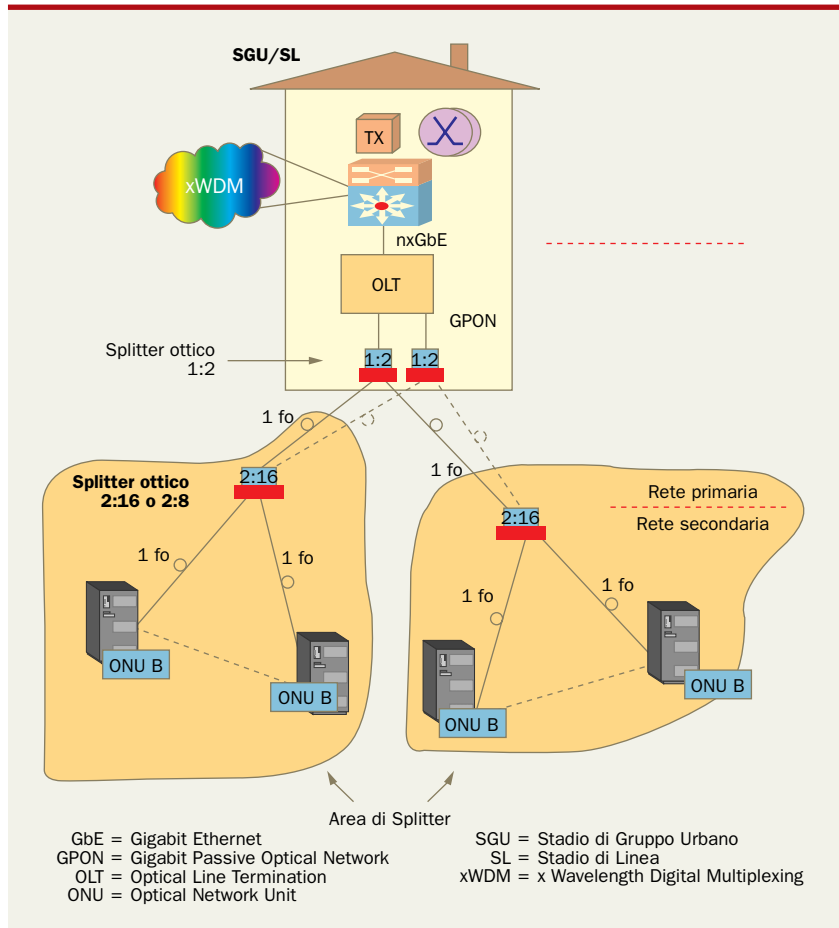 SGU/SL
TX
xWDM
nxGbE
OLT
GPON
Splitter ottico
1:2
1:2
1:2
1 fo
1 fo
2:16
Splitter ottico
2:16 o 2:8
2:16
Rete primaria
Rete secondaria
1 fo
1 fo
1 fo
1 fo
ONU B
ONU B
ONU B
ONU B
Area di Splitter
GbE = Gigabit Ethernet
GPON = Gigabit Passive Optical Network
OLT = Optical Line Termination
ONU = Optical Network Unit
SGU = Stadio di Gruppo Urbano
SL = Stadio di Linea
xWDM = x Wavelength Digital Multiplexing